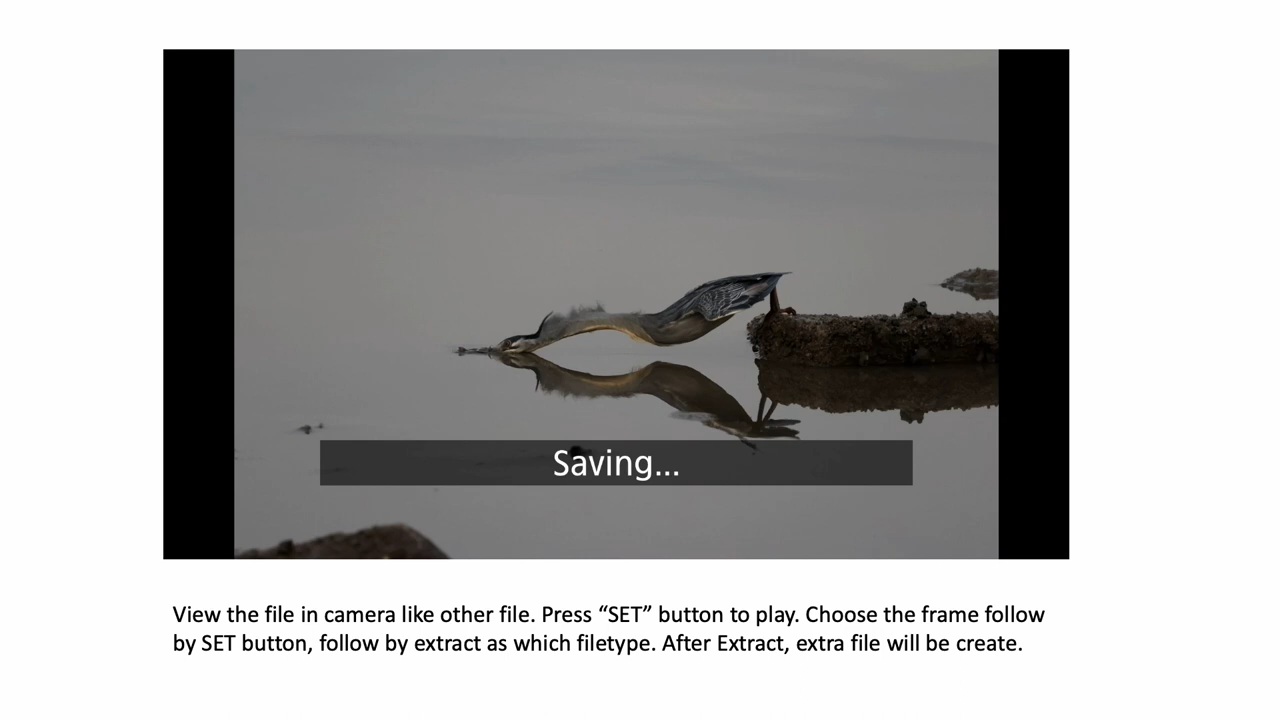 Saving...
View the file in camera like other file. Press “SET” button to play. Choose the frame follow
by SET button, follow by extract as which filetype. After Extract, extra file will be create.